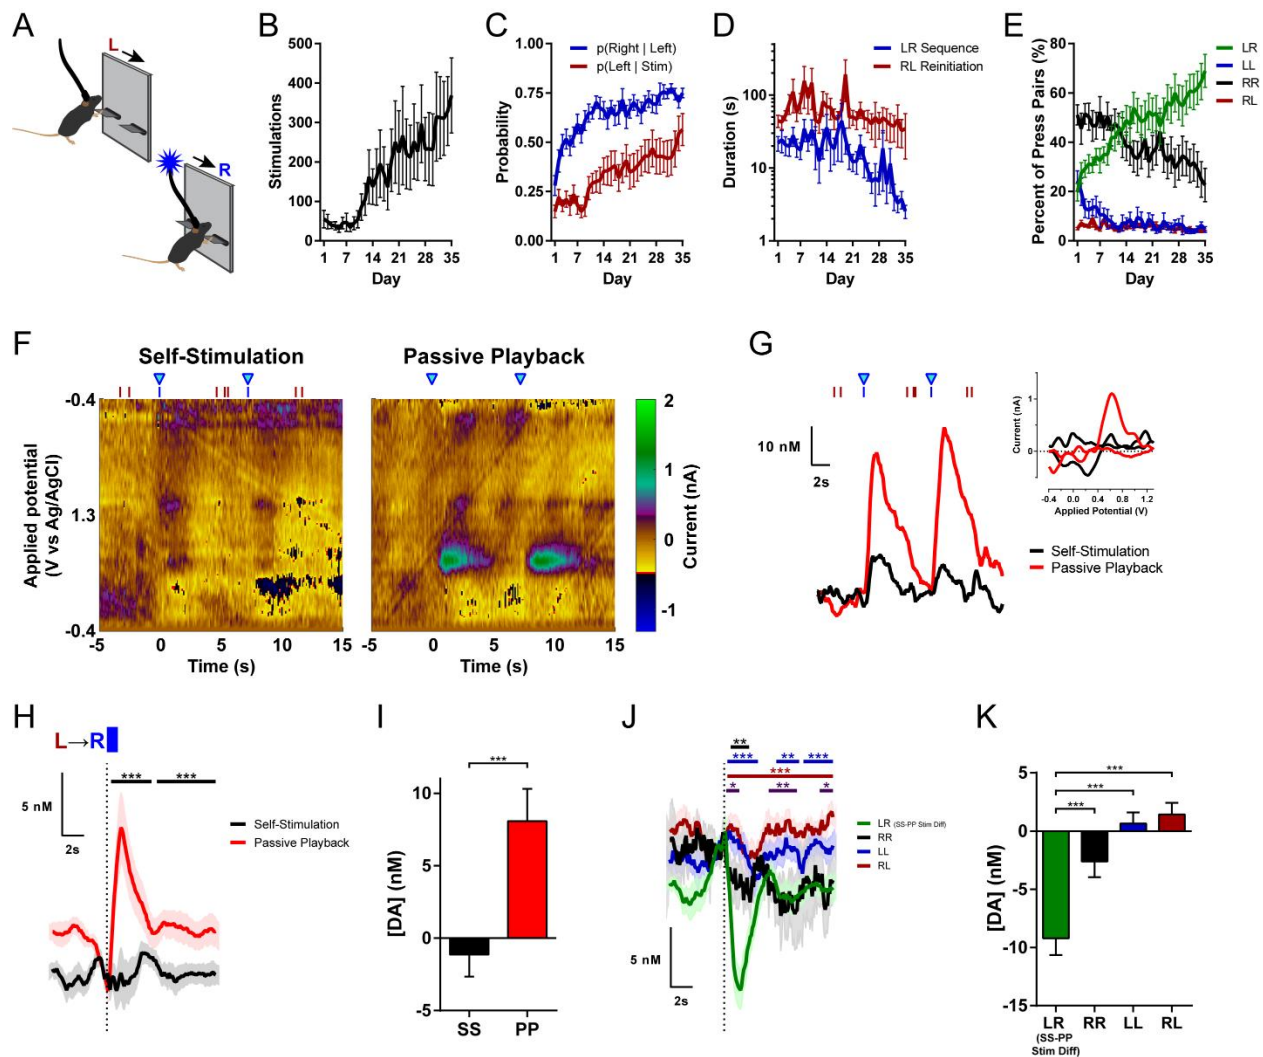 A
L
R
B
Stimulations
500
400
300
200
100
0
1 7 14 21 28 35
Day
C
Probability
1.00
0.75
0.50
0.25
0.00
p(Right | Left)
p(Left | Stim)
1 7 14 21 28 35
Day
D
Duration (s)
100
10
1
LR Sequence
RL Reinitiation
1 7 14 21 28 35
Day
E
Percent of Press Pairs (%)
80
60
40
20
0
LR
LL
RR
RL
1 7 14 21 28 35
Day
F
Self-Stimulation
Passive Playback
Applied potential
(V vs Ag/AgCl)
-0.4
1.3
-0.4
-5 0 5 10 15
Time (s)
-5 0 5 10 15
Time (s)
2
1
0
-1
Current (nA)
G
10 nM
2s
Current (nA)
1
0
-0.4 0.0 0.4 0.8 1.2
Applied Potential (V)
Self-Stimulation
Passive Playback
H
L→R
*** ***
5 nM
2s
Self-Stimulation
Passive Playback
I
***
[DA] (nM)
10
5
0
-5
SS PP
J
**
*** ** ***
***
* ** *
LR (SS-PP Stim Diff)
RR
LL
RL
5 nM
2s
K
***
***
***
[DA] (nM)
5
0
-5
-10
-15
LR RR LL RL
(SS-PP
Stim Diff)